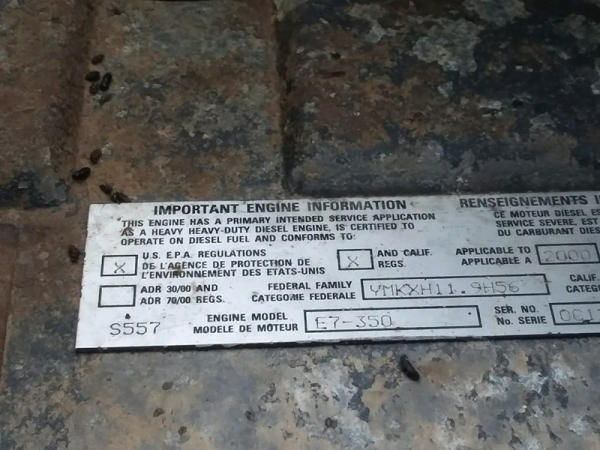 IMPORTANT ENGINE INFORMATION
THIS ENGINE HAS A PRIMARY INTENDED SERVICE APPLICATION
AS A HEAVY HEAVY-DUTY DIESEL ENGINE, IS CERTIFIED TO
OPERATE ON DIESEL FUEL AND CONFORMS TO:
RENSEIGNEMENTS
CE MOTEUR DIESEL
SERVICE SEVERE, EST
DU CARBURANT
X U.S. E.P.A. REGULATIONS
DE L'AGENCE DE PROTECTION DE
L'ENVIRONNEMENT DES ETATS-UNIS
X AND CALIF.
REGS.
APPLICABLE TO
APPLICABLE A
2000
ADR 30/00 AND
ADR 70/00 REGS.
FEDERAL FAMILY
CATEGORIE FEDERALE
YMKXH11.9H56
CALIF.
S557
ENGINE MODEL
MODELE DE MOTEUR
E7-350
SER. NO.
No. SERIE